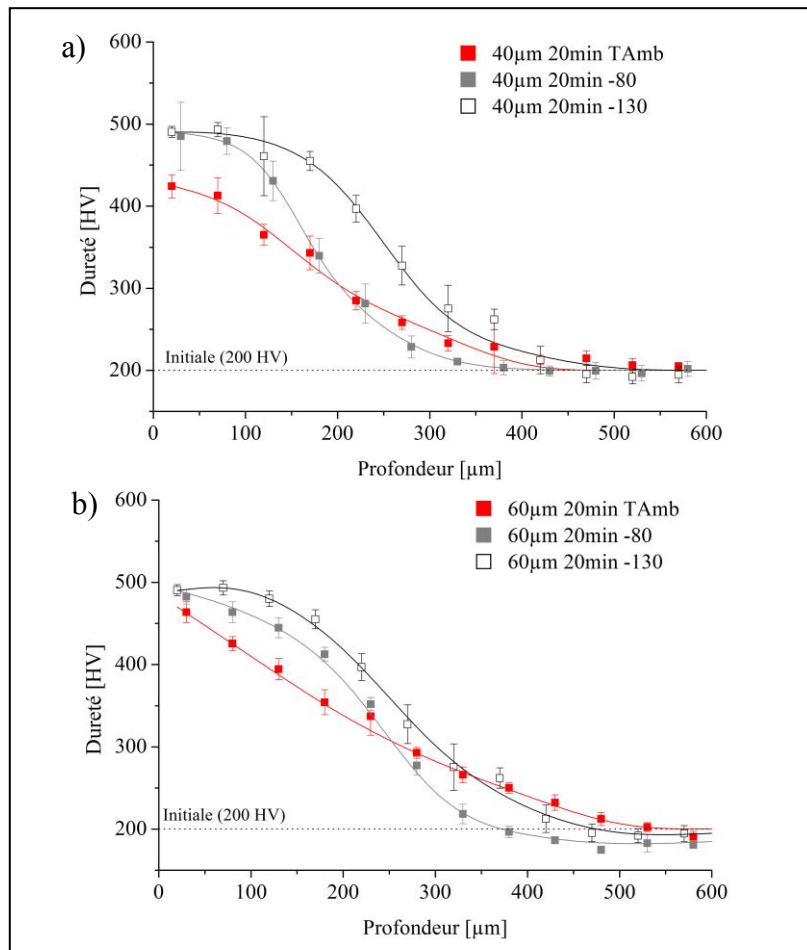 a)
40µm 20min TAmb
40µm 20min -80
40µm 20min -130
Dureté [HV]
600
500
400
300
200
Initiale (200 HV)
0 100 200 300 400 500 600
Profondeur [µm]
b)
60µm 20min TAmb
60µm 20min -80
60µm 20min -130
Dureté [HV]
600
500
400
300
200
Initiale (200 HV)
0 100 200 300 400 500 600
Profondeur [µm]